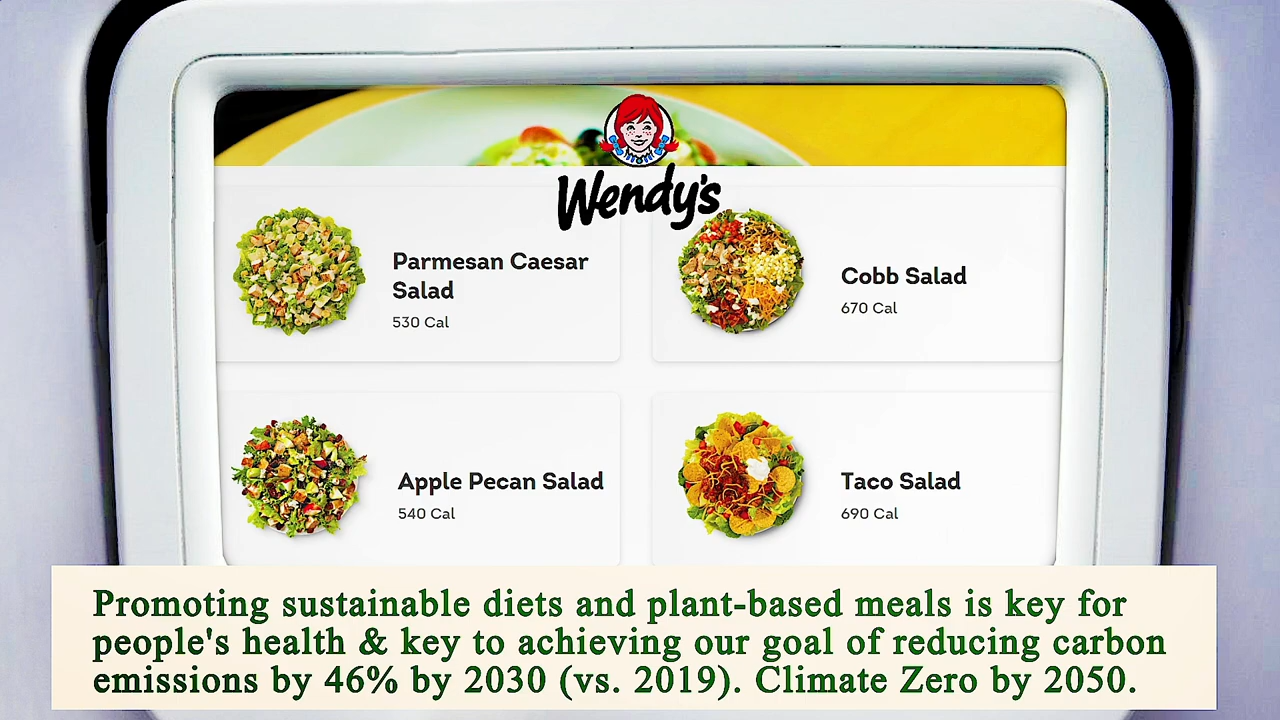 Wendy's
Parmesan Caesar
Salad
530 Cal
Cobb Salad
670 Cal
Apple Pecan Salad
540 Cal
Taco Salad
690 Cal
Promoting sustainable diets and plant-based meals is key for
people's health & key to achieving our goal of reducing carbon
emissions by 46% by 2030 (vs. 2019). Climate Zero by 2050.